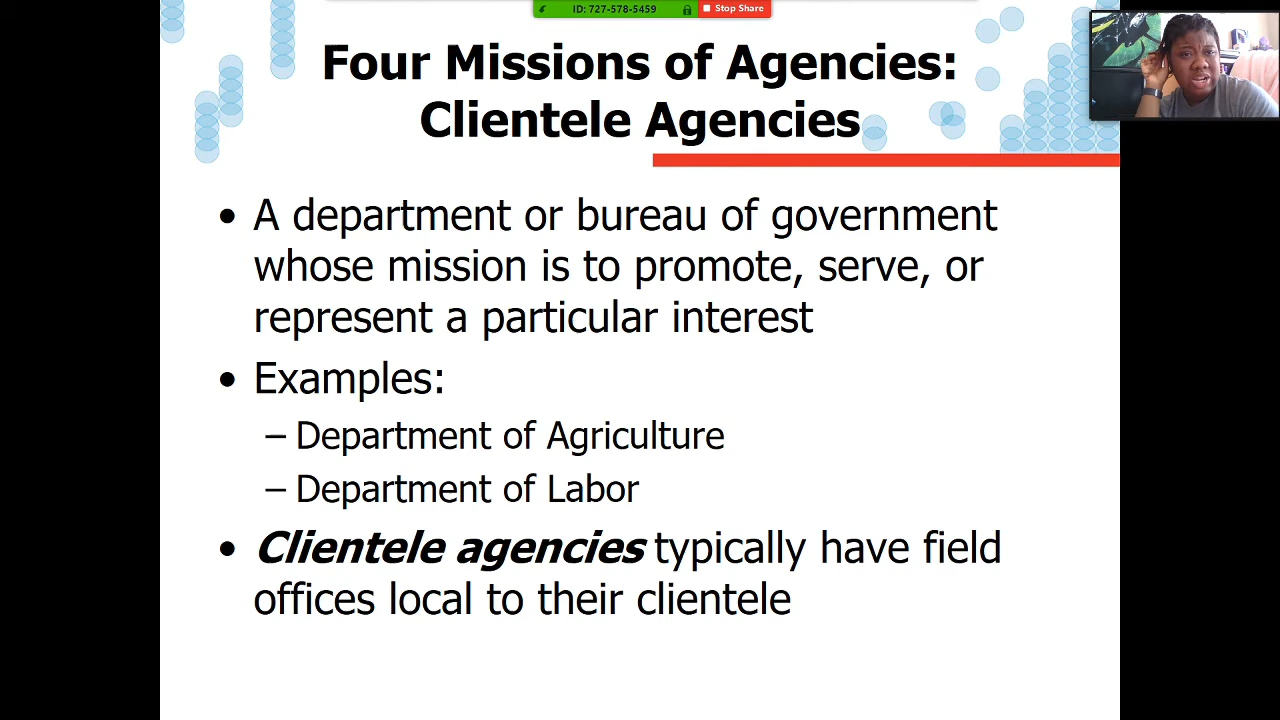 ID: 727-578-5459
Stop Share
Four Missions of Agencies:
Clientele Agencies
• A department or bureau of government
whose mission is to promote, serve, or
represent a particular interest
• Examples:
– Department of Agriculture
– Department of Labor
• Clientele agencies typically have field
offices local to their clientele